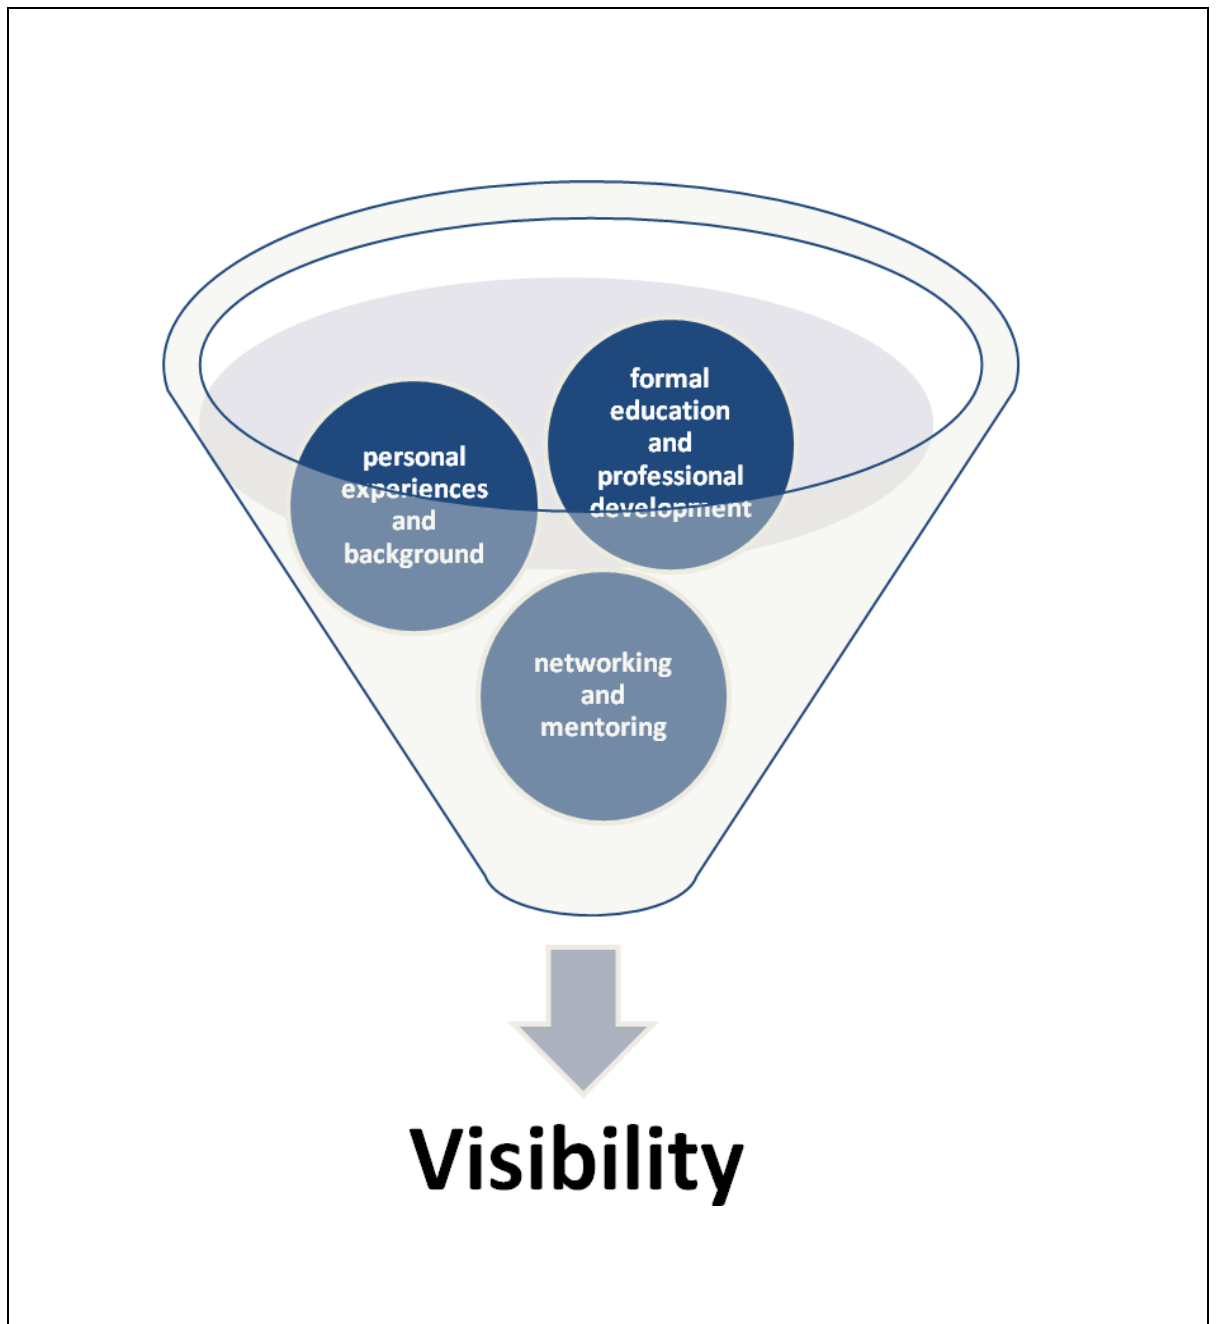 formal
education
and
professional
development
personal
experiences
and
background
networking
and
mentoring
Visibility